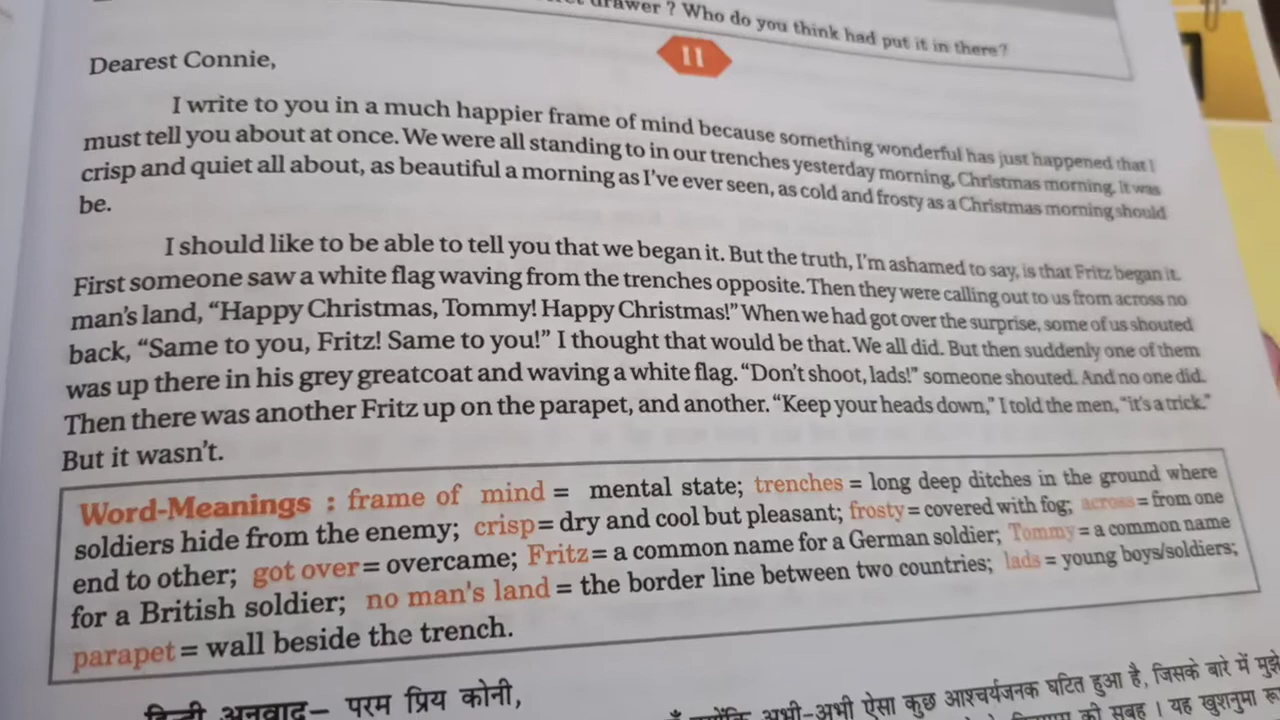 drawer ? Who do you think had put it in there?
11
Dearest Connie,
I write to you in a much happier frame of mind because something wonderful has just happened that I
must tell you about at once. We were all standing to in our trenches yesterday morning, Christmas morning. It was
crisp and quiet all about, as beautiful a morning as I've ever seen, as cold and frosty as a Christmas morning should
be.
I should like to be able to tell you that we began it. But the truth, I'm ashamed to say, is that Fritz began it.
First someone saw a white flag waving from the trenches opposite. Then they were calling out to us from across no
man's land, “Happy Christmas, Tommy! Happy Christmas!” When we had got over the surprise, some of us shouted
back, “Same to you, Fritz! Same to you!” I thought that would be that. We all did. But then suddenly one of them
was up there in his grey greatcoat and waving a white flag. “Don't shoot, lads!” someone shouted. And no one did.
Then there was another Fritz up on the parapet, and another. “Keep your heads down,” I told the men, “it's a trick.”
But it wasn't.
Word-Meanings : frame of mind = mental state; trenches = long deep ditches in the ground where
soldiers hide from the enemy; crisp = dry and cool but pleasant; frosty = covered with fog; across = from one
end to other; got over = overcame; Fritz = a common name for a German soldier; Tommy = a common name
for a British soldier; no man's land = the border line between two countries; lads = young boys/soldiers;
parapet = wall beside the trench.
हिन्दी अनुवाद– परम प्रिय कोनी,
अभी–अभी ऐसा कुछ आश्चर्यजनक घटित हुआ है, जिसके बारे में मुझे
की सुबह । यह खुशनुमा